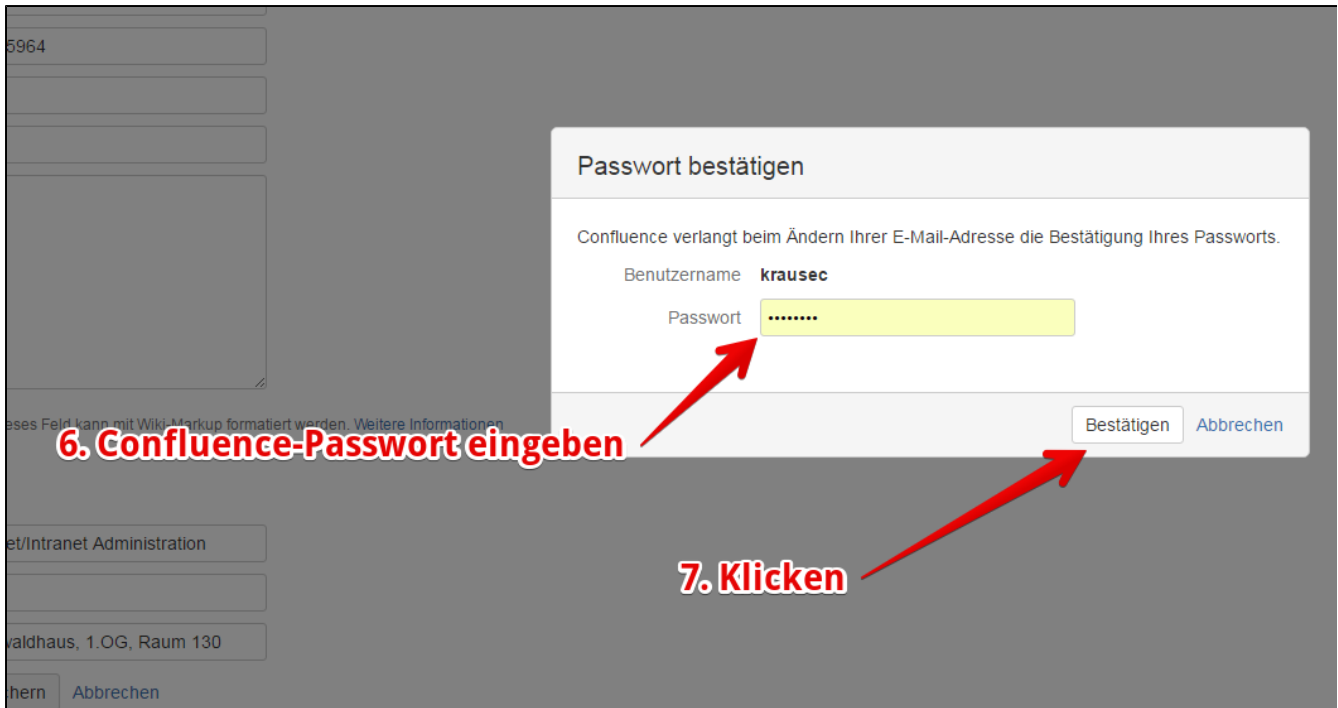 5964
Passwort bestätigen
Confluence verlangt beim Ändern Ihrer E-Mail-Adresse die Bestätigung Ihres Passworts.
Benutzername krausec
Passwort ••••••••
Bestätigen Abbrechen
eses Feld kann mit Wiki-Markup formatiert werden. Weitere Informationen
6. Confluence-Passwort eingeben
7. Klicken
et/Intranet Administration
valdhaus, 1.OG, Raum 130
chern Abbrechen